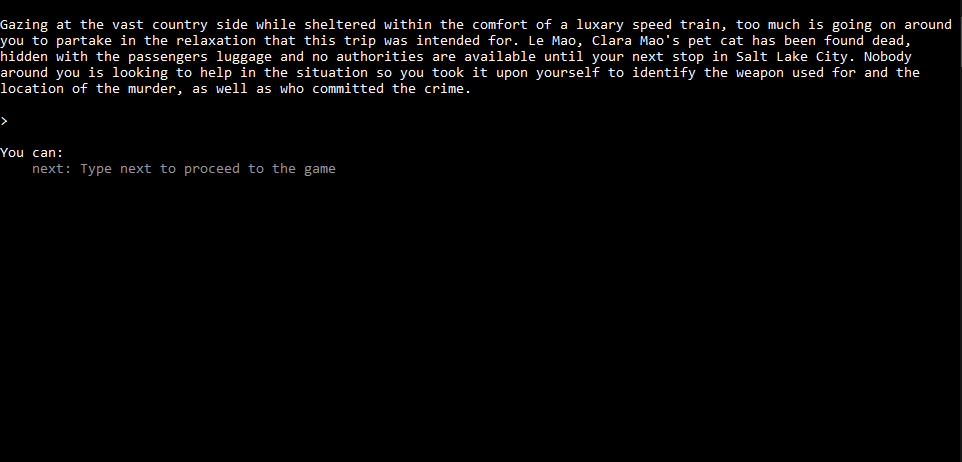 Gazing at the vast country side while sheltered within the comfort of a luxary speed train, too much is going on around
you to partake in the relaxation that this trip was intended for. Le Mao, Clara Mao's pet cat has been found dead,
hidden with the passengers luggage and no authorities are available until your next stop in Salt Lake City. Nobody
around you is looking to help in the situation so you took it upon yourself to identify the weapon used for and the
location of the murder, as well as who committed the crime.
>
You can:
next: Type next to proceed to the game